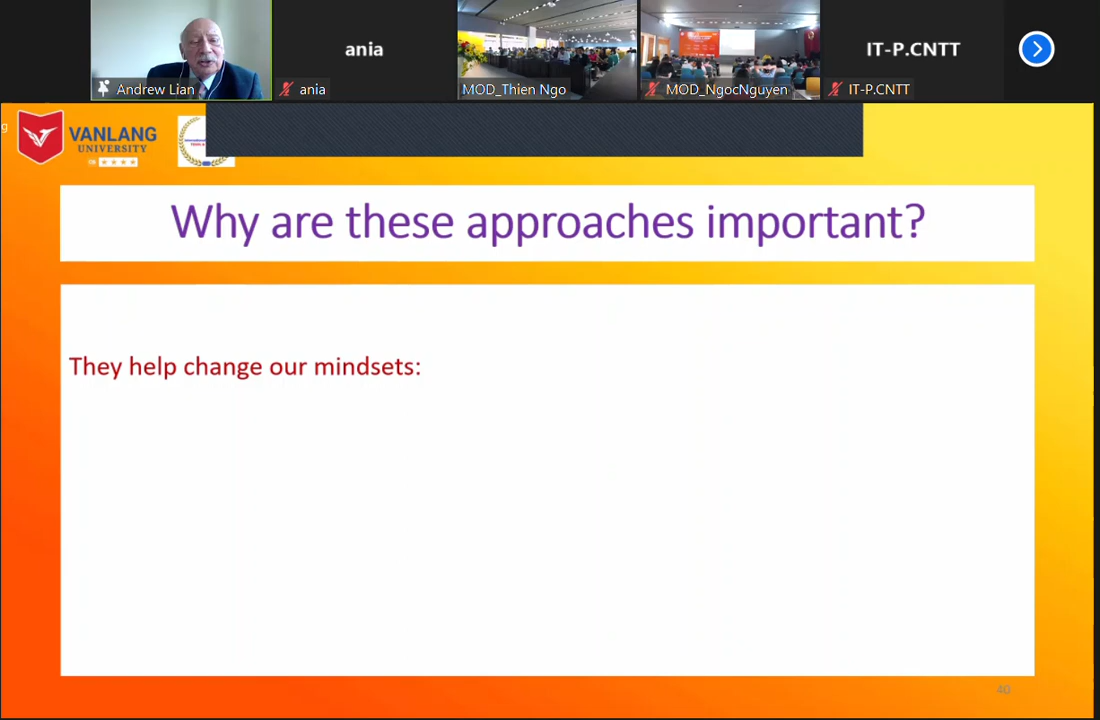 Andrew Lian
ania
ania
MOD_Thien Ngo
MOD_NgocNguyen
IT-P.CNTT
IT-P.CNTT
g
VANLANG
UNIVERSITY
Why are these approaches important?
They help change our mindsets:
40